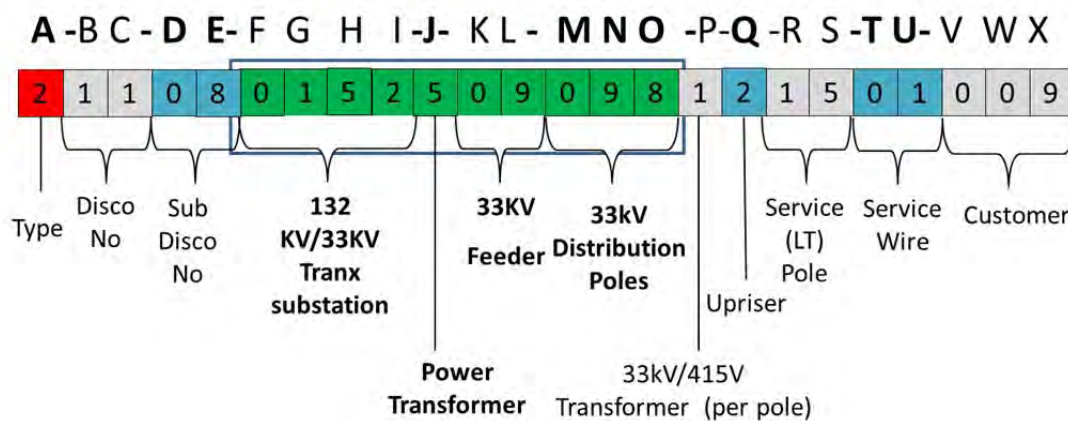 A -B C - D E- F G H I -J- K L - M N O -P-Q -R S -T U- V W X
2 1 1 0 8 0 1 5 2 5 0 9 0 9 8 1 2 1 5 0 1 0 0 9
Type
Disco
No
Sub
Disco
No
132
KV/33KV
Tranx
substation
33KV
Feeder
33kV
Distribution
Poles
Service
(LT)
Pole
Service
Wire
Customer
Upriser
Power
Transformer
33kV/415V
Transformer (per pole)